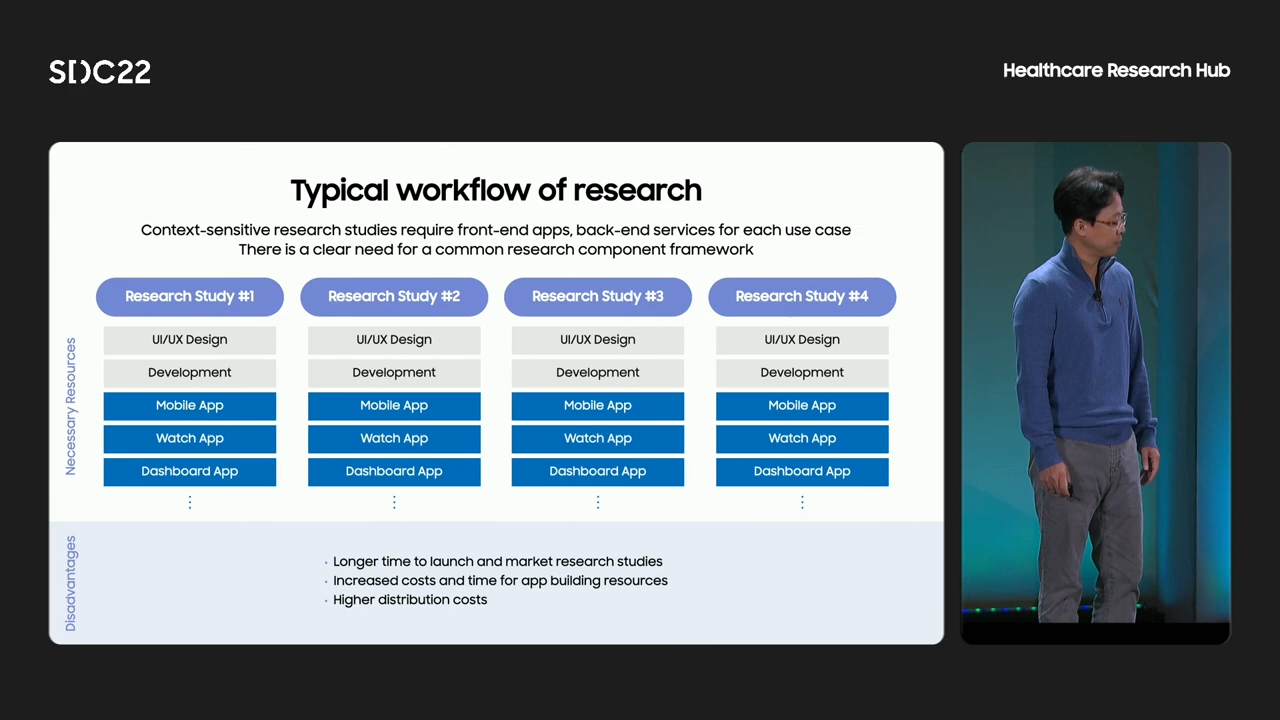 SDC22
Healthcare Research Hub
Typical workflow of research
Context-sensitive research studies require front-end apps, back-end services for each use case
There is a clear need for a common research component framework
Necessary Resources
Research Study #1
Research Study #2
Research Study #3
Research Study #4
UI/UX Design
UI/UX Design
UI/UX Design
UI/UX Design
Development
Development
Development
Development
Mobile App
Mobile App
Mobile App
Mobile App
Watch App
Watch App
Watch App
Watch App
Dashboard App
Dashboard App
Dashboard App
Dashboard App
Disadvantages
· Longer time to launch and market research studies
· Increased costs and time for app building resources
· Higher distribution costs